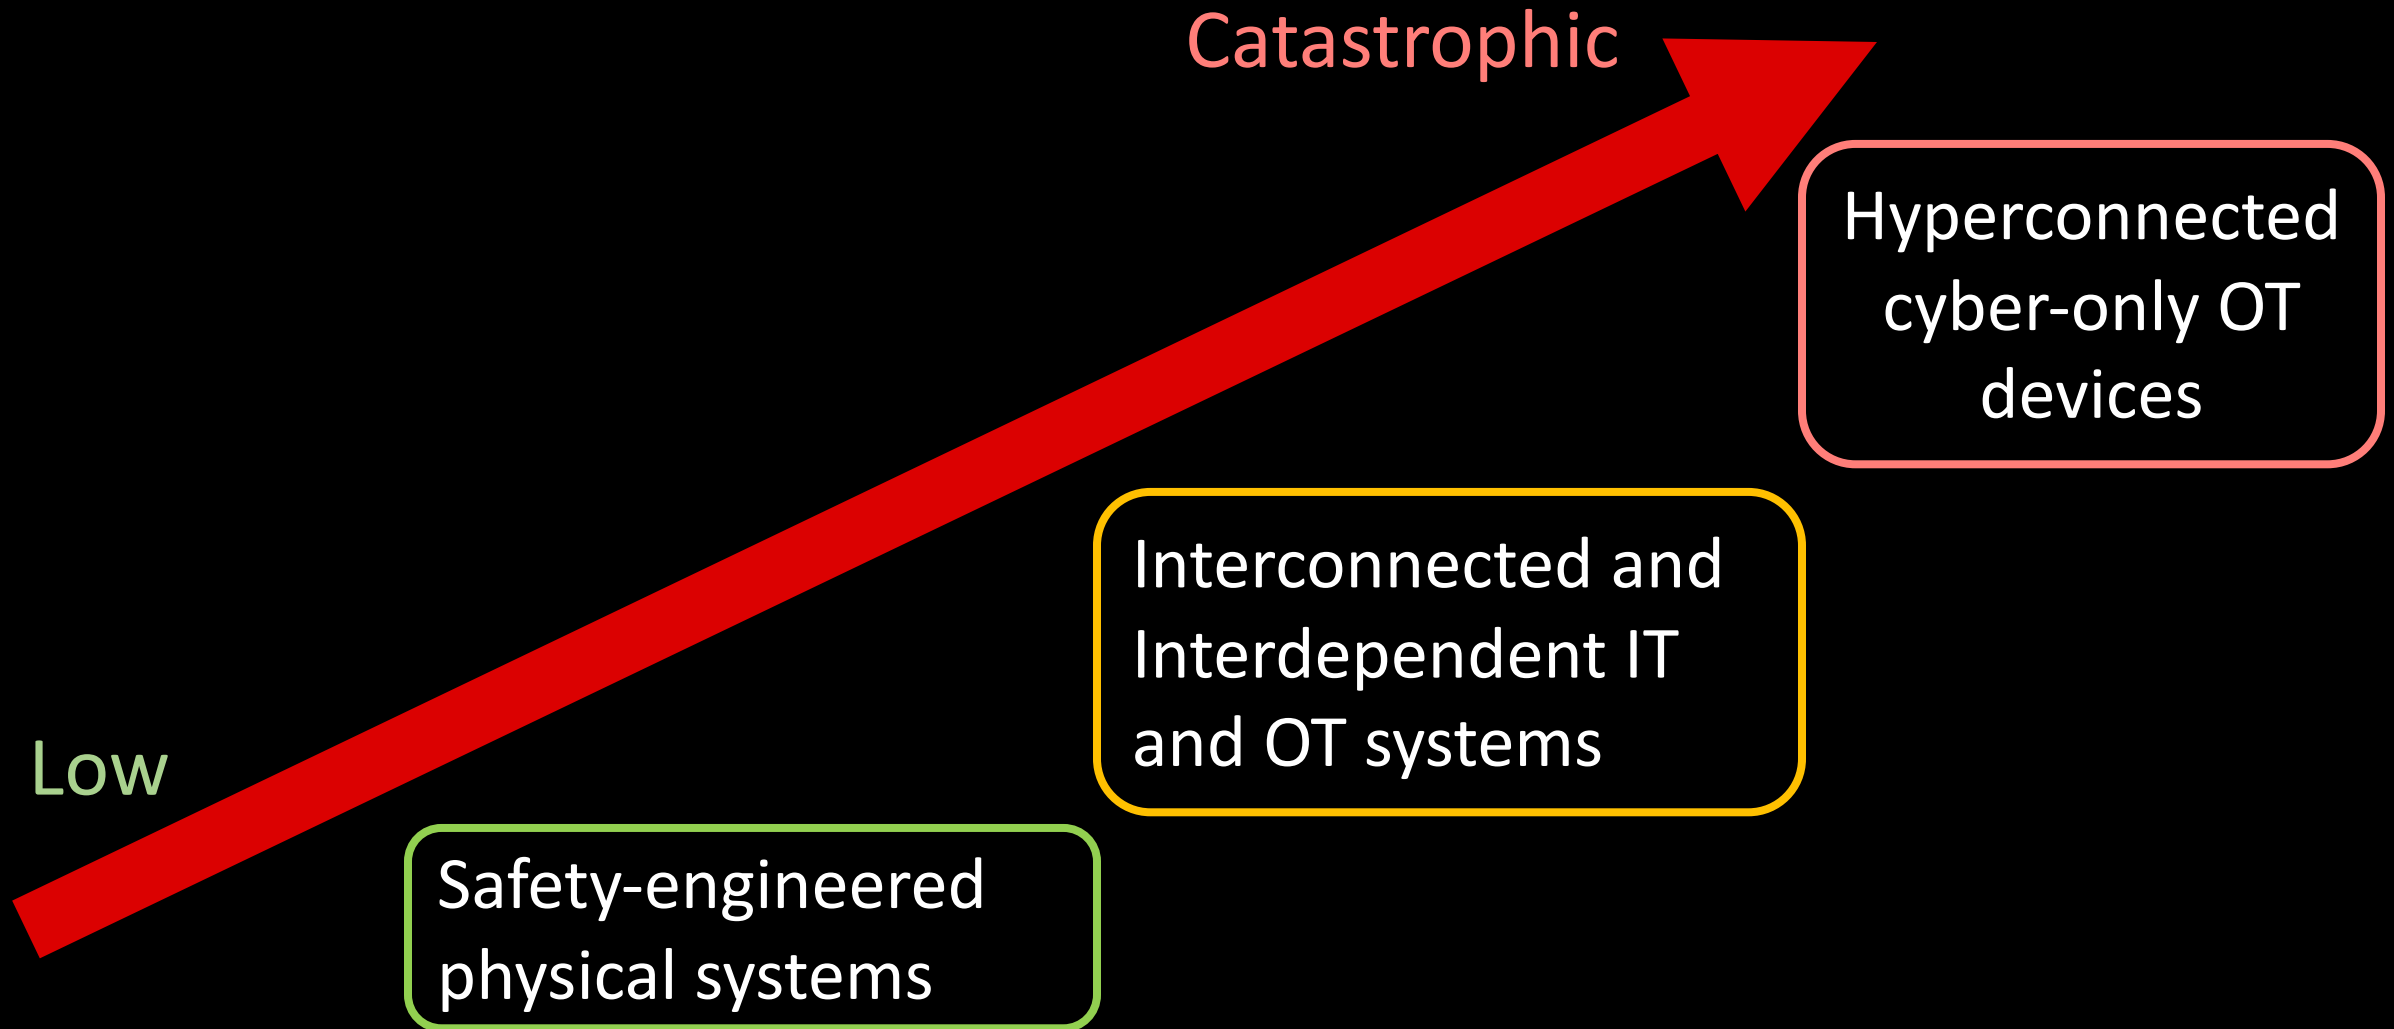 Catastrophic
Hyperconnected
cyber-only OT
devices
Interconnected and
Interdependent IT
and OT systems
Low
Safety-engineered
physical systems